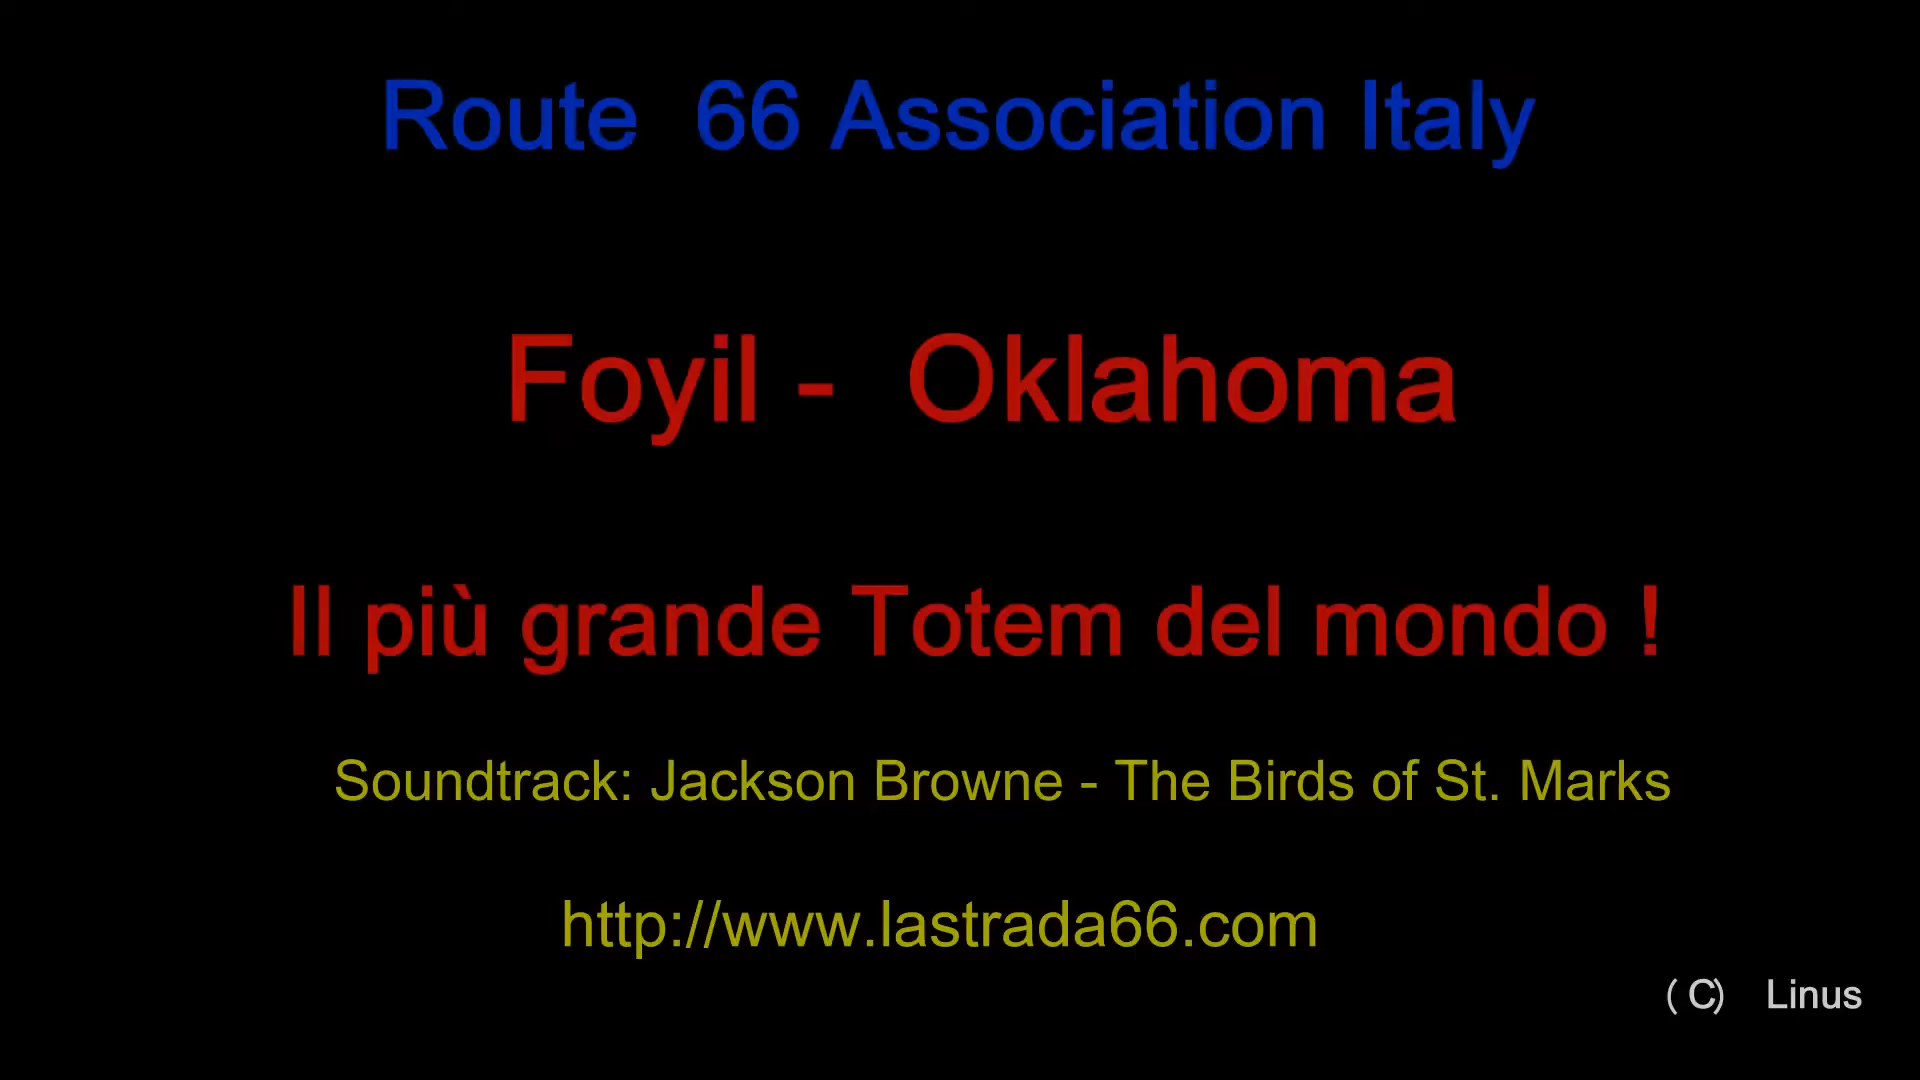 Route 66 Association Italy
Foyil - Oklahoma
Il più grande Totem del mondo !
Soundtrack: Jackson Browne - The Birds of St. Marks
http://www.lastrada66.com
( C) Linus